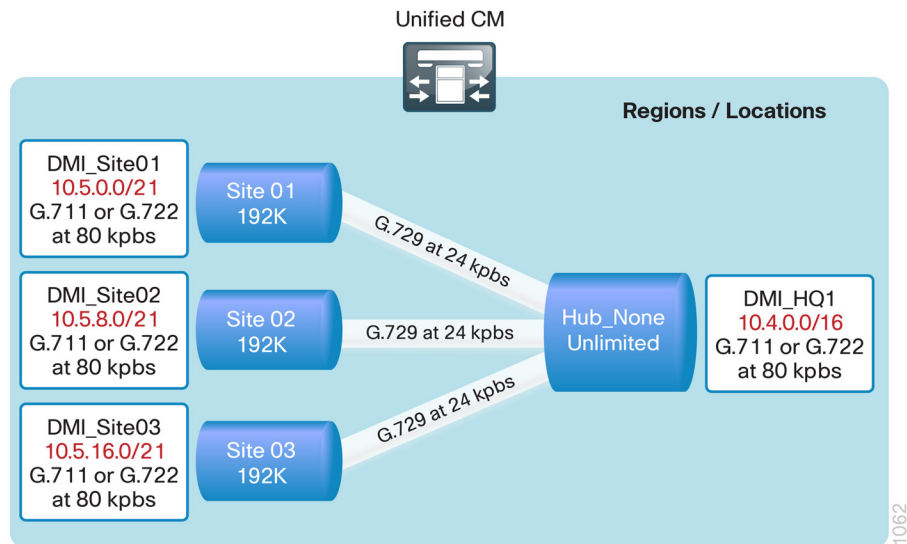 Unified CM
Regions / Locations
DMI_Site01
10.5.0.0/21
G.711 or G.722
at 80 kpbs
Site 01
192K
G.729 at 24 kpbs
DMI_Site02
10.5.8.0/21
G.711 or G.722
at 80 kpbs
Site 02
192K
G.729 at 24 kpbs
Hub_None
Unlimited
DMI_HQ1
10.4.0.0/16
G.711 or G.722
at 80 kpbs
DMI_Site03
10.5.16.0/21
G.711 or G.722
at 80 kpbs
Site 03
192K
G.729 at 24 kpbs
1062